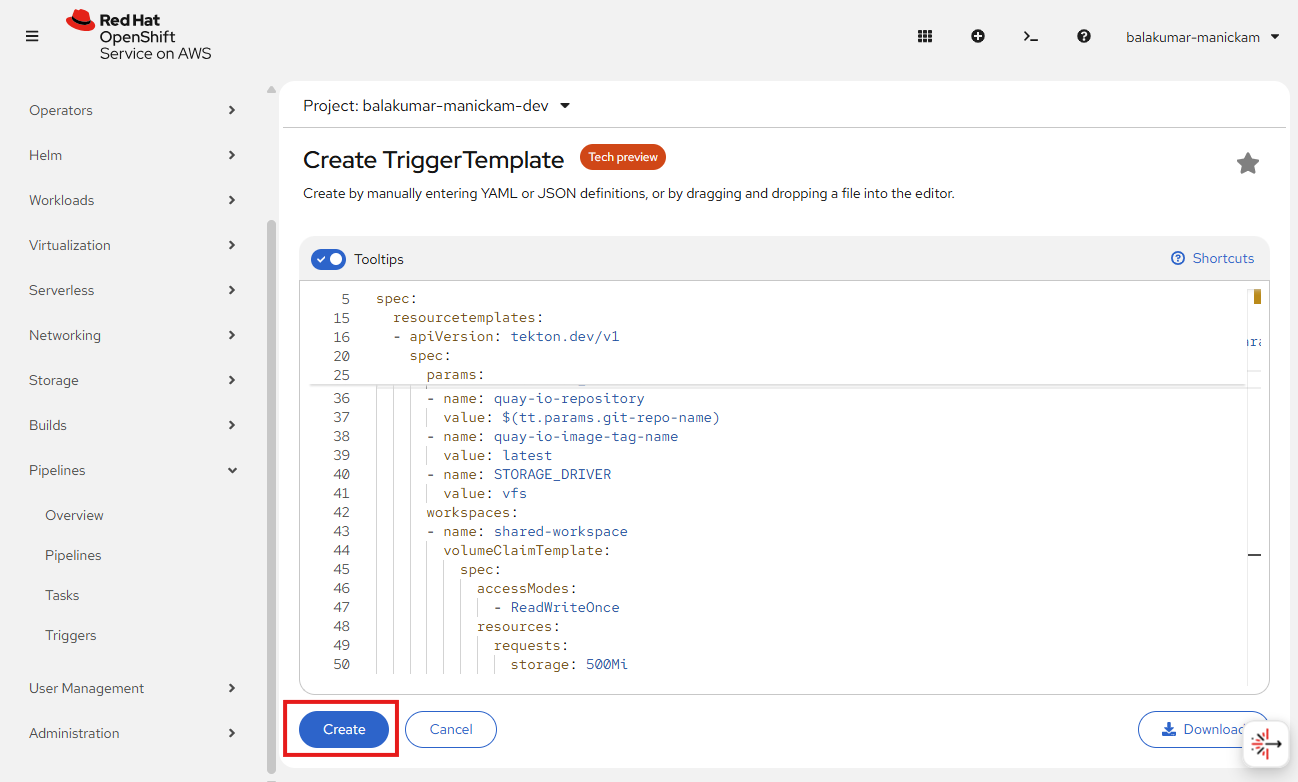 Red Hat
OpenShift
Service on AWS
balakumar-manickam
Operators
Helm
Workloads
Virtualization
Serverless
Networking
Storage
Builds
Pipelines
Overview
Pipelines
Tasks
Triggers
User Management
Administration
Project: balakumar-manickam-dev
Create TriggerTemplate
Tech preview
Create by manually entering YAML or JSON definitions, or by dragging and dropping a file into the editor.
Tooltips
Shortcuts
5 spec:
15 resourcetemplates:
16 - apiVersion: tekton.dev/v1
20 spec:
25 params:
36 - name: quay-io-repository
37 value: $(tt.params.git-repo-name)
38 - name: quay-io-image-tag-name
39 value: latest
40 - name: STORAGE_DRIVER
41 value: vfs
42 workspaces:
43 - name: shared-workspace
44 volumeClaimTemplate:
45 spec:
46 accessModes:
47 - ReadWriteOnce
48 resources:
49 requests:
50 storage: 500Mi
Create
Cancel
Download